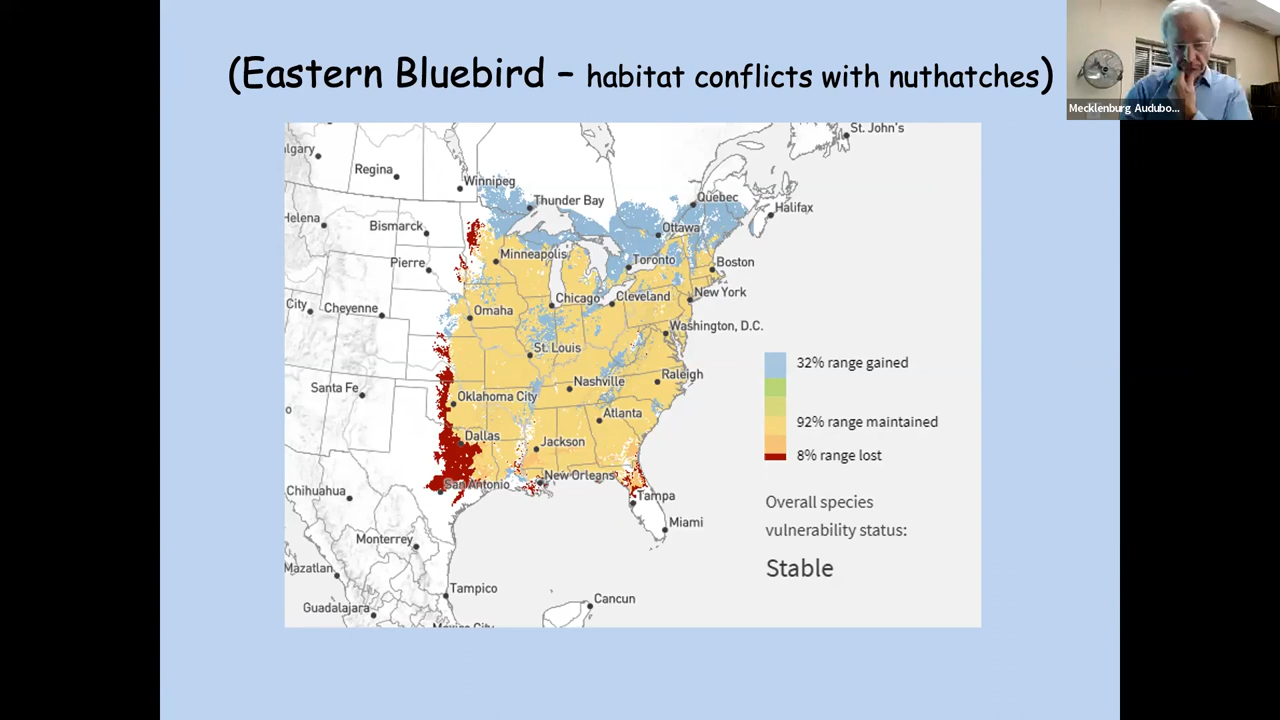 (Eastern Bluebird – habitat conflicts with nuthatches)
Mecklenburg Audubo...
St. John's
algary
Regina
Winnipeg
Thunder Bay
Quebec
Halifax
Helena
Bismarck
Ottawa
Minneapolis
Toronto
Boston
Pierre
City
Cheyenne
Omaha
Chicago
Cleveland
New York
Washington, D.C.
St. Louis
32% range gained
Santa Fe
Oklahoma City
Nashville
Raleigh
o
Atlanta
92% range maintained
Dallas
Jackson
8% range lost
San Antonio
New Orleans
Chihuahua
Tampa
Overall species
vulnerability status:
Miami
Monterrey
Mazatlan
Stable
Tampico
Cancun
Guadalajara
Mexico City